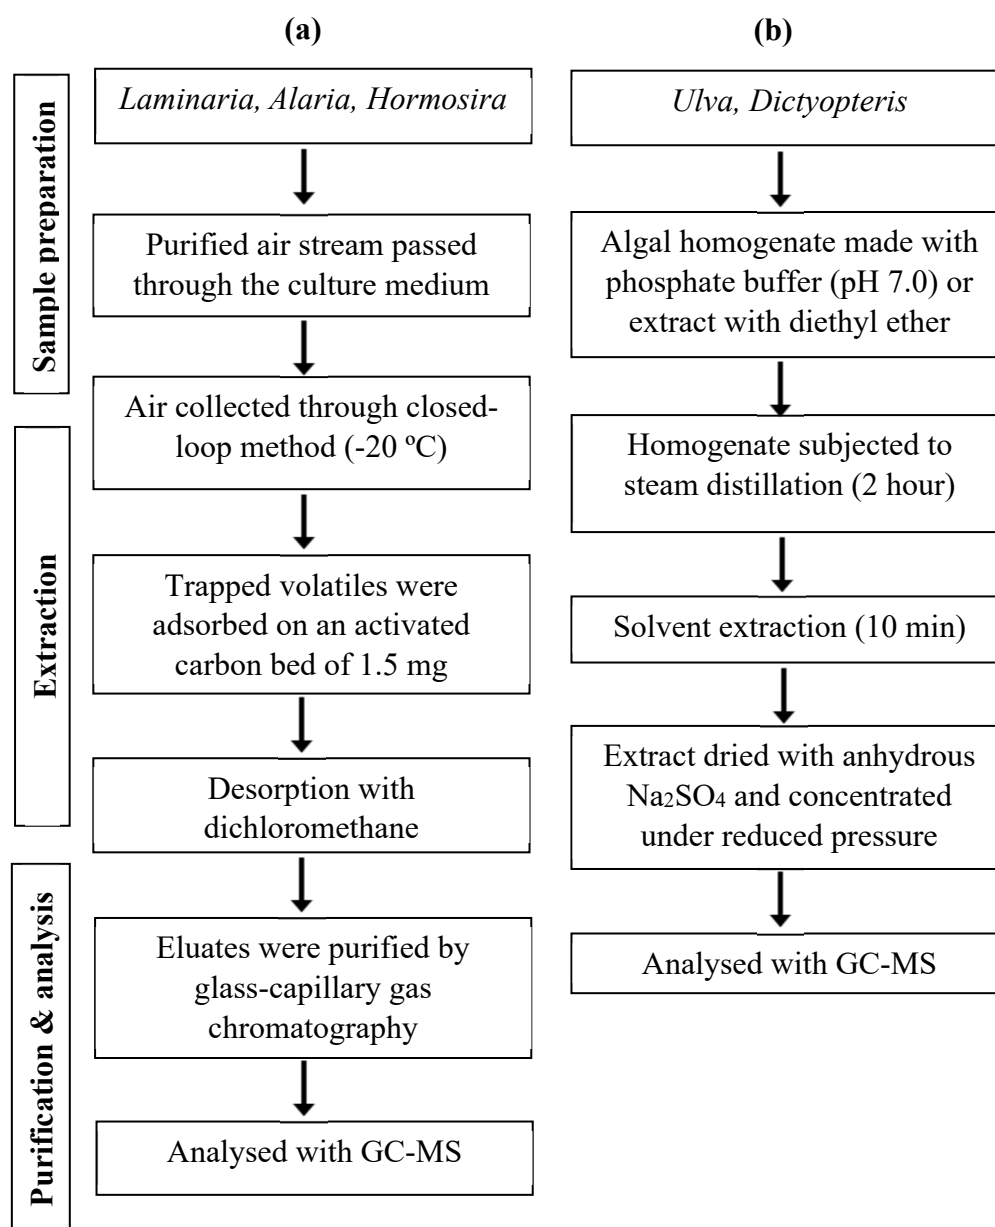 (a)
(b)
Sample preparation
Extraction
Purification & analysis
Laminaria, Alaria, Hormosira
Purified air stream passed
through the culture medium
Air collected through closed-
loop method (-20 ºC)
Trapped volatiles were
adsorbed on an activated
carbon bed of 1.5 mg
Desorption with
dichloromethane
Eluates were purified by
glass-capillary gas
chromatography
Analysed with GC-MS
Ulva, Dictyopteris
Algal homogenate made with
phosphate buffer (pH 7.0) or
extract with diethyl ether
Homogenate subjected to
steam distillation (2 hour)
Solvent extraction (10 min)
Extract dried with anhydrous
Na₂SO₄ and concentrated
under reduced pressure
Analysed with GC-MS